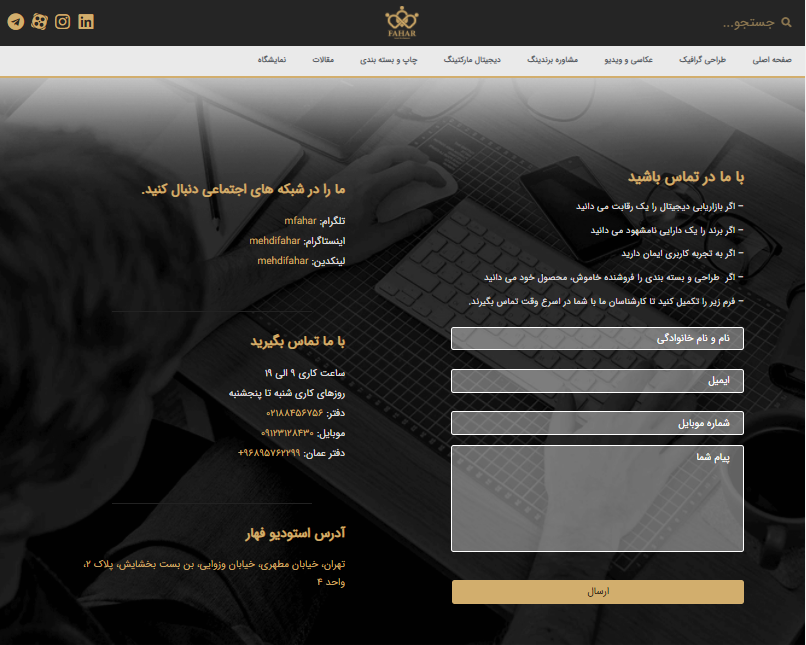 جستجو...
FAHAR
صفحه اصلی
طراحی گرافیک
عکاسی و ویدیو
مشاوره برندینگ
دیجیتال مارکتینگ
چاپ و بسته بندی
مقالات
نمایشگاه
با ما در تماس باشید
– اگر بازاریابی دیجیتال را یک رقابت می دانید
– اگر برند را یک دارایی نامشهود می دانید
– اگر به تجربه کاربری ایمان دارید
– اگر طراحی و بسته بندی را فروشنده خاموش، محصول خود می دانید
– فرم زیر را تکمیل کنید تا کارشناسان ما با شما در اسرع وقت تماس بگیرند.
نام و نام خانوادگی
ایمیل
شماره موبایل
پیام شما
ارسال
ما را در شبکه های اجتماعی دنبال کنید.
تلگرام: mfahar
اینستاگرام: mehdifahar
لینکدین: mehdifahar
با ما تماس بگیرید
ساعت کاری ۹ الی ۱۹
روزهای کاری شنبه تا پنجشنبه
دفتر: ۰۲۱۸۸۴۵۶۷۵۶
موبایل: ۰۹۱۲۳۱۲۸۴۳۰
دفتر عمان: ۹۶۸۹۵۷۶۲۲۹۹+
آدرس استودیو فهار
تهران، خیابان مطهری، خیابان وزوایی، بن بست بخشایش، پلاک ۲،
واحد ۴